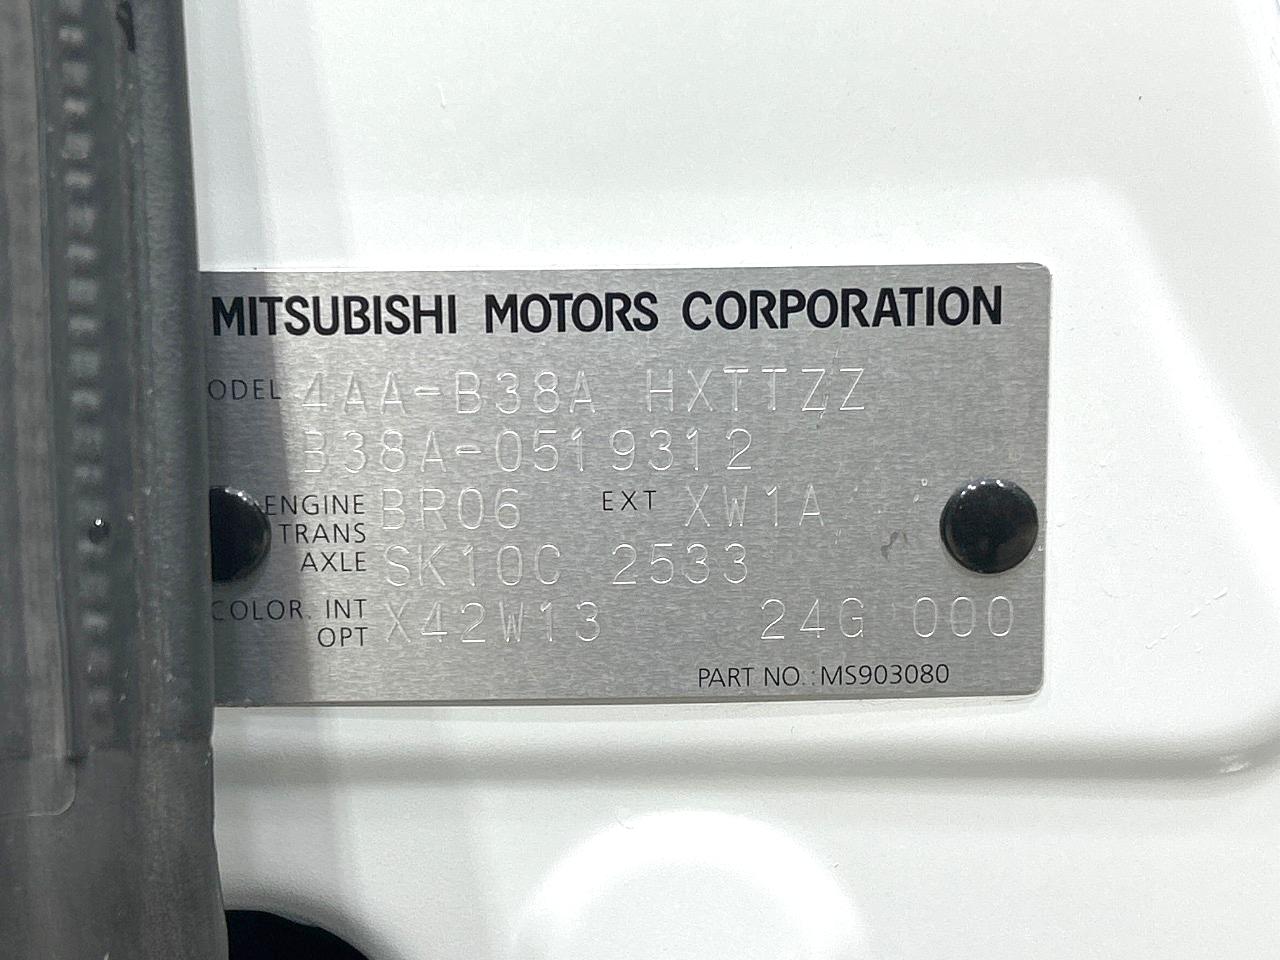 MITSUBISHI MOTORS CORPORATION
ODEL 4AA-B38A HXTTZZ
B38A-0519312
ENGINE BR06 EXT XW1A
TRANS
AXLE SK10C 2533
COLOR. INT X42W13 24G 000
OPT
PART NO.:MS903080